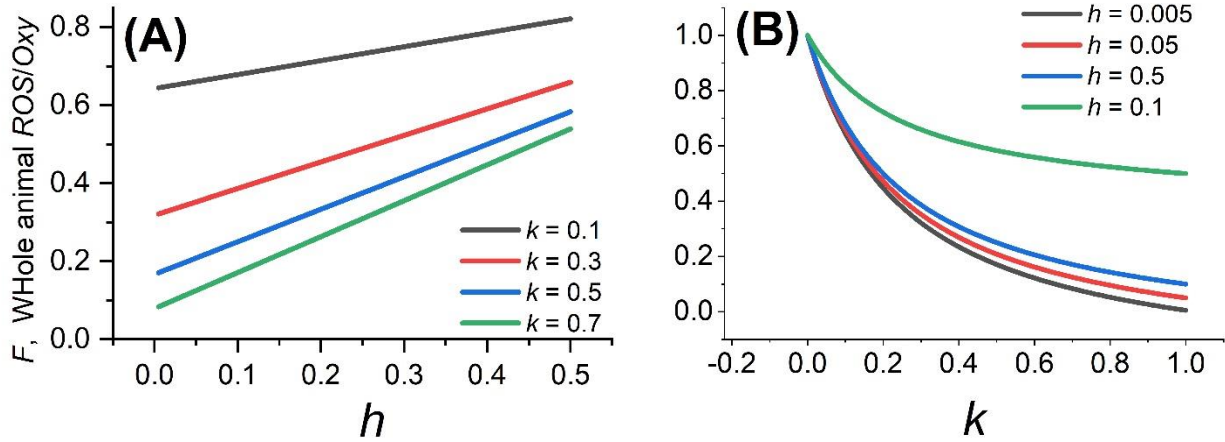 (A)
F, WHole animal ROS/Oxy
0.8
0.6
0.4
0.2
0.0
0.0 0.1 0.2 0.3 0.4 0.5
h
k = 0.1
k = 0.3
k = 0.5
k = 0.7
(B)
h = 0.005
h = 0.05
h = 0.5
h = 0.1
1.0
0.8
0.6
0.4
0.2
0.0
-0.2 0.0 0.2 0.4 0.6 0.8 1.0
k